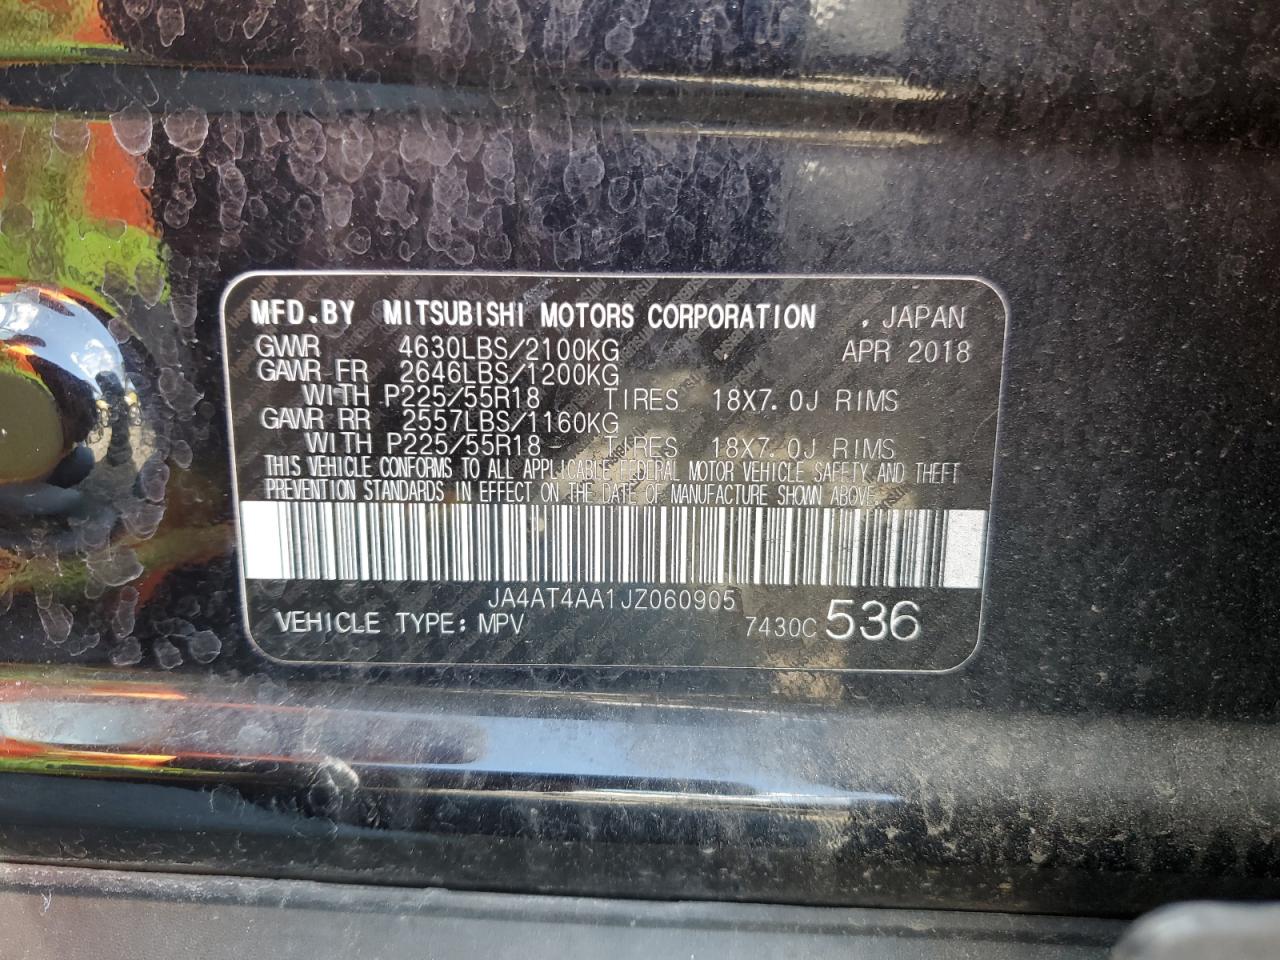 MFD.BY MITSUBISHI MOTORS CORPORATION , JAPAN
GVWR 4630LBS/2100KG APR 2018
GAWR FR 2646LBS/1200KG
WITH P225/55R18 TIRES 18X7.0J RIMS
GAWR RR 2557LBS/1160KG
WITH P225/55R18 TIRES 18X7.0J RIMS
THIS VEHICLE CONFORMS TO ALL APPLICABLE FEDERAL MOTOR VEHICLE SAFETY AND THEFT
PREVENTION STANDARDS IN EFFECT ON THE DATE OF MANUFACTURE SHOWN ABOVE.
JA4AT4AA1JZ060905
VEHICLE TYPE: MPV 7430C 536